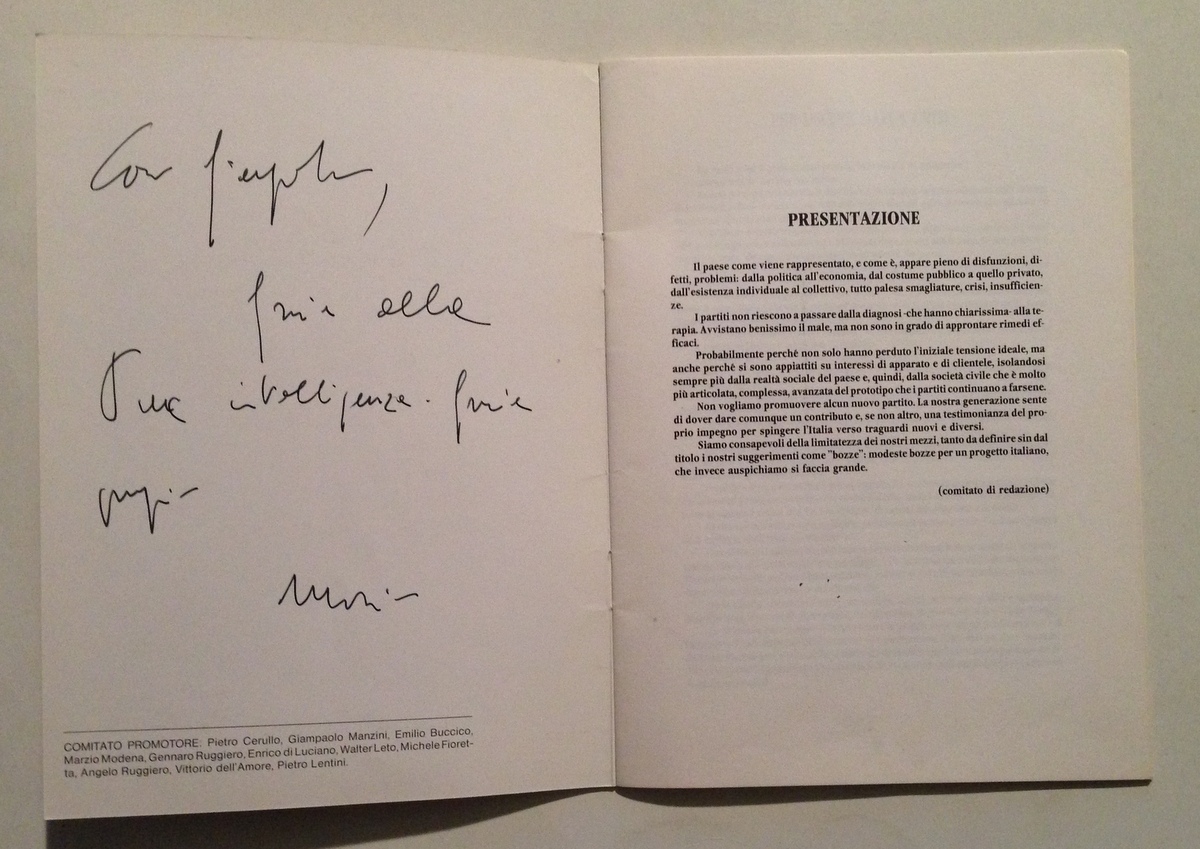 alla
Tua intelligenza.
COMITATO PROMOTORE: Pietro Cerullo, Giampaolo Manzini, Emilio Buccico,
Marzio Modena, Gennaro Ruggiero, Enrico di Luciano, Walter Leto, Michele Fioret-
ta, Angelo Ruggiero, Vittorio dell'Amore, Pietro Lentini.
PRESENTAZIONE
Il paese come viene rappresentato, e come è, appare pieno di disfunzioni, di-
fetti, problemi: dalla politica all'economia, dal costume pubblico a quello privato,
dall'esistenza individuale al collettivo, tutto palesa smagliature, crisi, insufficien-
ze.
I partiti non riescono a passare dalla diagnosi -che hanno chiarissima- alla te-
rapia. Avvistano benissimo il male, ma non sono in grado di approntare rimedi ef-
ficaci.
Probabilmente perchè non solo hanno perduto l'iniziale tensione ideale, ma
anche perchè si sono appiattiti su interessi di apparato e di clientele, isolandosi
sempre più dalla realtà sociale del paese e, quindi, dalla società civile che è molto
più articolata, complessa, avanzata del prototipo che i partiti continuano a farsene.
Non vogliamo promuovere alcun nuovo partito. La nostra generazione sente
di dover dare comunque un contributo e, se non altro, una testimonianza del pro-
prio impegno per spingere l'Italia verso traguardi nuovi e diversi.
Siamo consapevoli della limitatezza dei nostri mezzi, tanto da definire sin dal
titolo i nostri suggerimenti come "bozze": modeste bozze per un progetto italiano,
che invece auspichiamo si faccia grande.
(comitato di redazione)